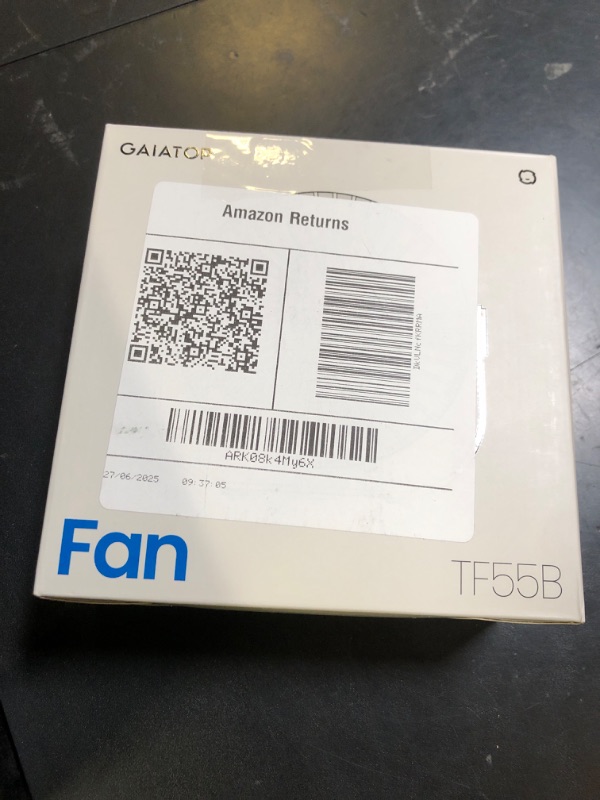 GAIATOP
Amazon Returns
ARK08k4My6X
27/06/2025 09:37:05
Fan
TF55B